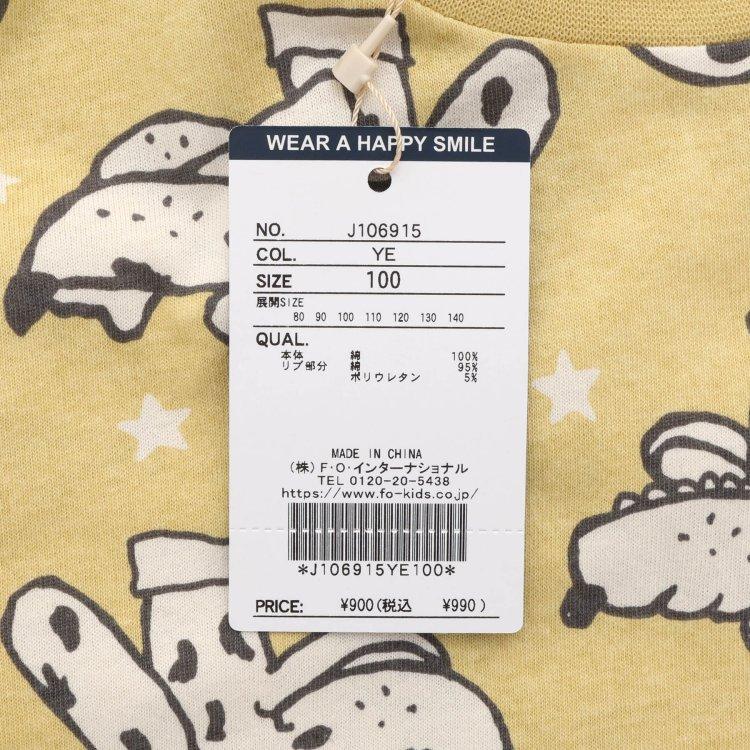 WEAR A HAPPY SMILE
NO. J106915
COL. YE
SIZE 100
展開SIZE
80 90 100 110 120 130 140
QUAL.
本体 綿 100%
リブ部分 綿 95%
ポリウレタン 5%
MADE IN CHINA
(株)F・O・インターナショナル
TEL 0120-20-5438
https://www.fo-kids.co.jp/
*J106915YE100*
PRICE: ¥900(税込 ¥990)